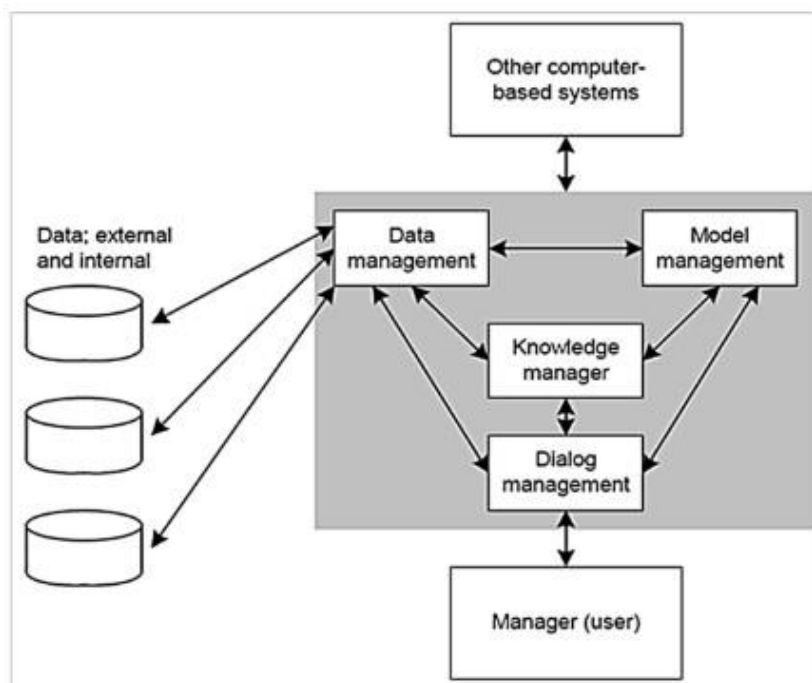 Other computer-
based systems
Data; external
and internal
Data
management
Model
management
Knowledge
manager
Dialog
management
Manager (user)